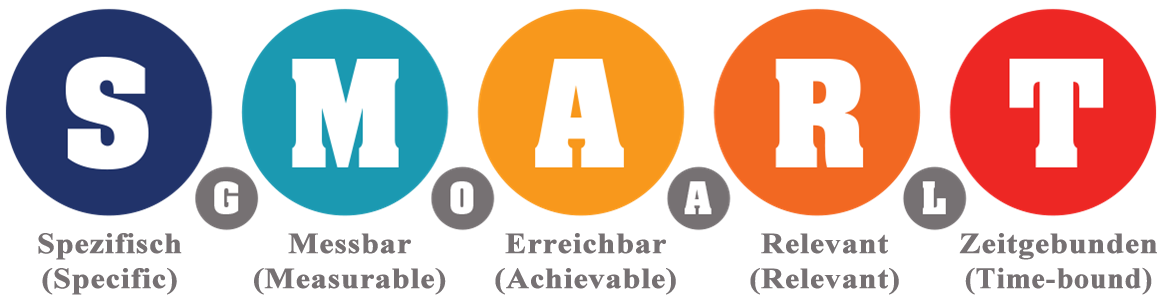 S M A R T
G O A L
Spezifisch Messbar Erreichbar Relevant Zeitgebunden
(Specific) (Measurable) (Achievable) (Relevant) (Time-bound)